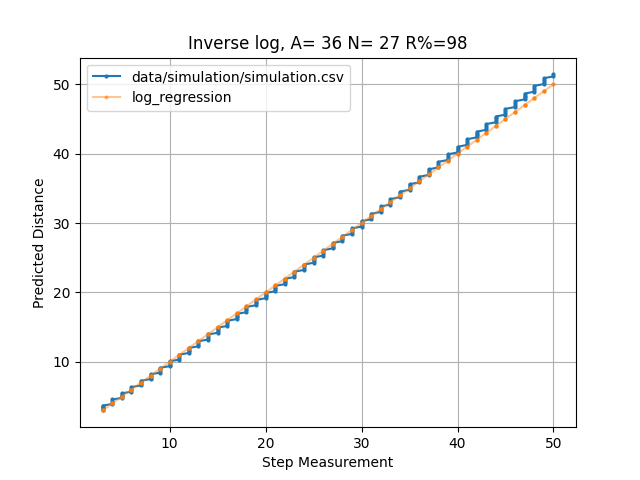 Inverse log, A= 36 N= 27 R%=98
data/simulation/simulation.csv
log_regression
50
40
30
20
10
Predicted Distance
10 20 30 40 50
Step Measurement